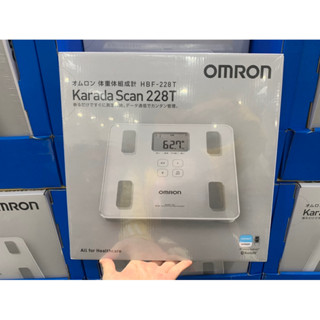 オムロン 体重体組成計 HBF-228T
OMRON
Karada Scan 228T
62.7
OMRON
All for Healthcare
OMRON